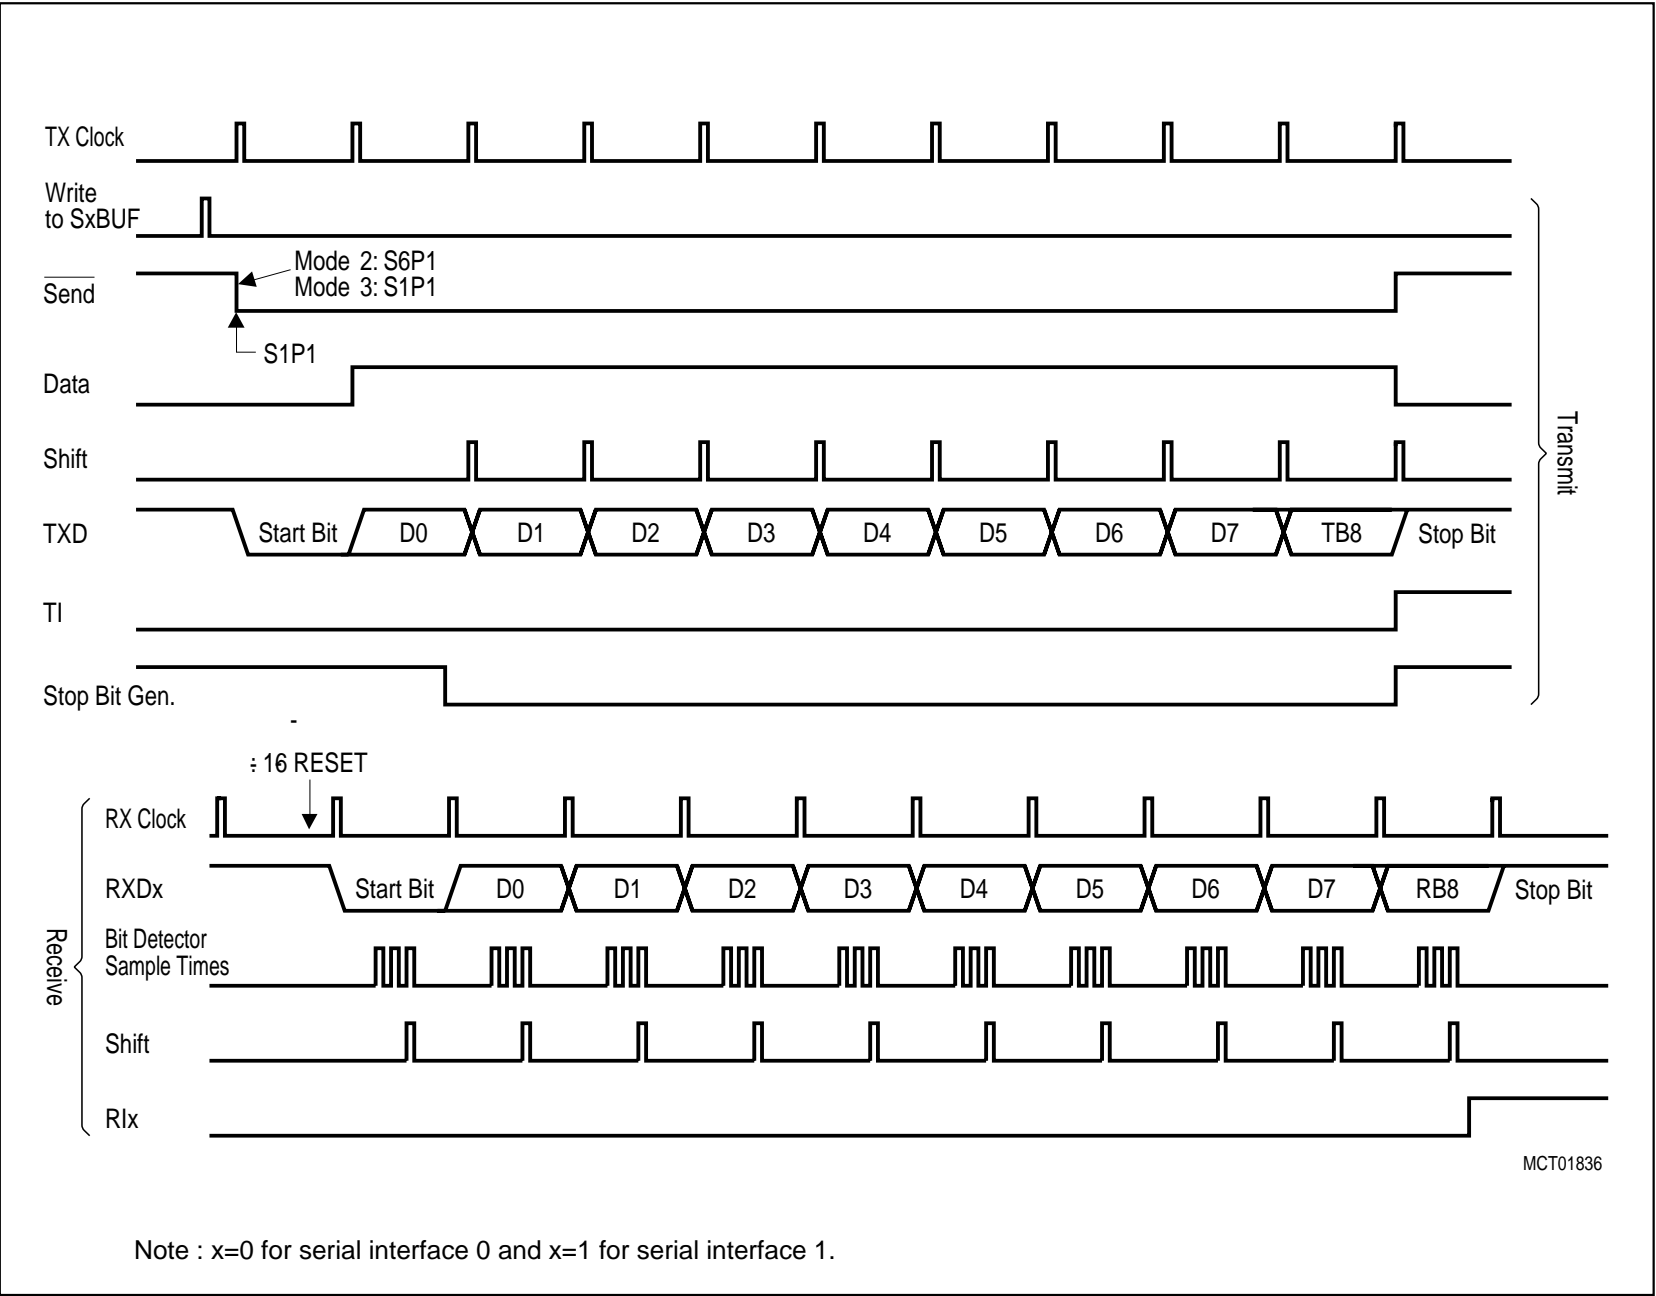 TX Clock
Write
to SxBUF
Mode 2: S6P1
Send
Mode 3: S1P1
S1P1
Data
Shift
TXD Start Bit D0 D1 D2 D3 D4 D5 D6 D7 TB8 Stop Bit
TI
Stop Bit Gen.
Transmit
-
÷ 16 RESET
RX Clock
RXDx Start Bit D0 D1 D2 D3 D4 D5 D6 D7 RB8 Stop Bit
Bit Detector
Sample Times
Shift
RIx
Receive
MCT01836
Note : x=0 for serial interface 0 and x=1 for serial interface 1.